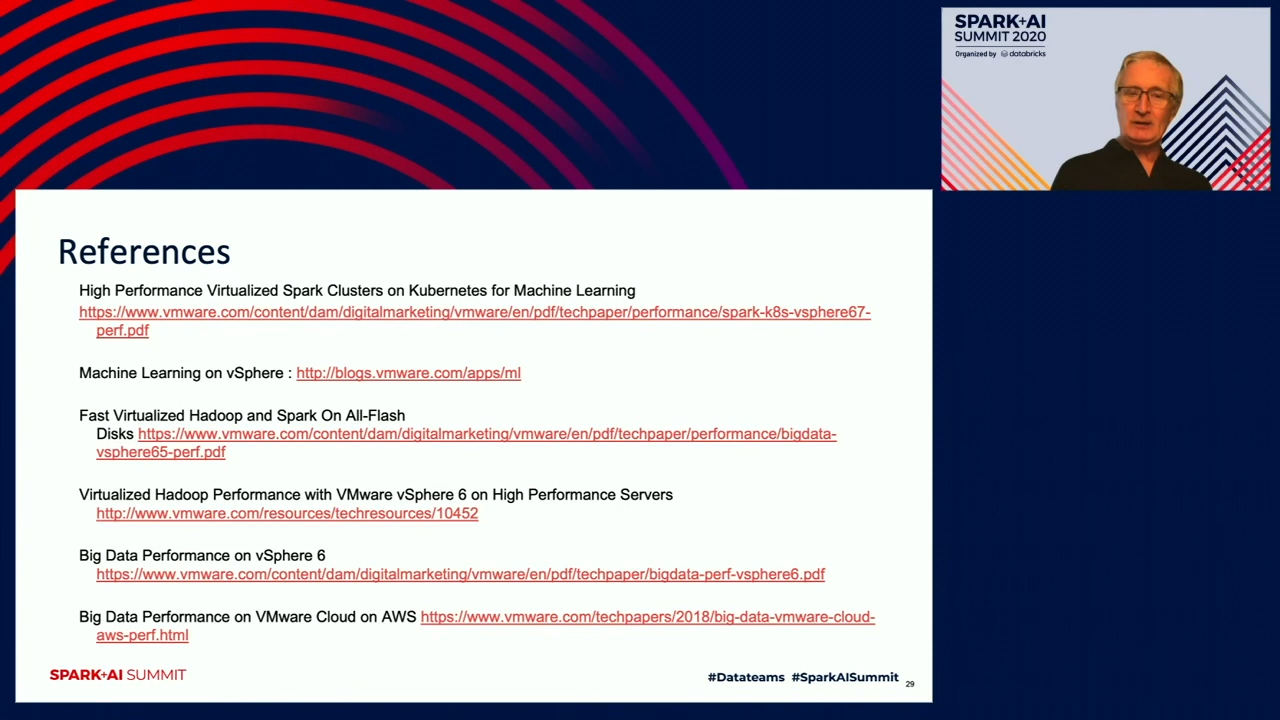 SPARK+AI
SUMMIT 2020
Organized by databricks
References
High Performance Virtualized Spark Clusters on Kubernetes for Machine Learning
https://www.vmware.com/content/dam/digitalmarketing/vmware/en/pdf/techpaper/performance/spark-k8s-vsphere67-
perf.pdf
Machine Learning on vSphere : http://blogs.vmware.com/apps/ml
Fast Virtualized Hadoop and Spark On All-Flash
Disks https://www.vmware.com/content/dam/digitalmarketing/vmware/en/pdf/techpaper/performance/bigdata-
vsphere65-perf.pdf
Virtualized Hadoop Performance with VMware vSphere 6 on High Performance Servers
http://www.vmware.com/resources/techresources/10452
Big Data Performance on vSphere 6
https://www.vmware.com/content/dam/digitalmarketing/vmware/en/pdf/techpaper/bigdata-perf-vsphere6.pdf
Big Data Performance on VMware Cloud on AWS https://www.vmware.com/techpapers/2018/big-data-vmware-cloud-
aws-perf.html
SPARK+AI SUMMIT
#Datateams #SparkAISummit 29